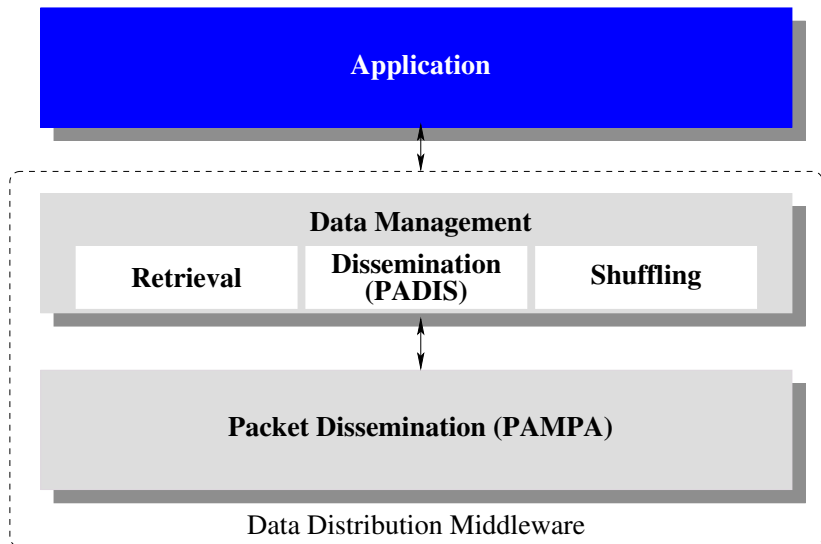 Application
Data Management
Retrieval
Dissemination
(PADIS)
Shuffling
Packet Dissemination (PAMPA)
Data Distribution Middleware